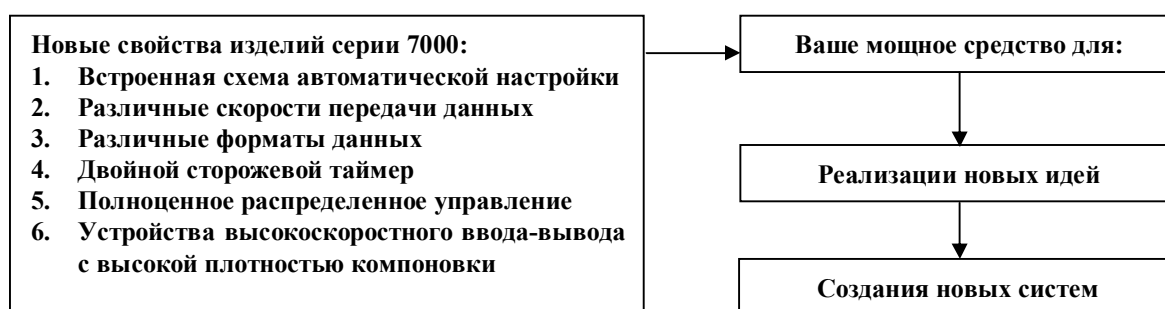 Новые свойства изделий серии 7000:
1. Встроенная схема автоматической настройки
2. Различные скорости передачи данных
3. Различные форматы данных
4. Двойной сторожевой таймер
5. Полноценное распределенное управление
6. Устройства высокоскоростного ввода-вывода
с высокой плотностью компоновки
Ваше мощное средство для:
Реализации новых идей
Создания новых систем